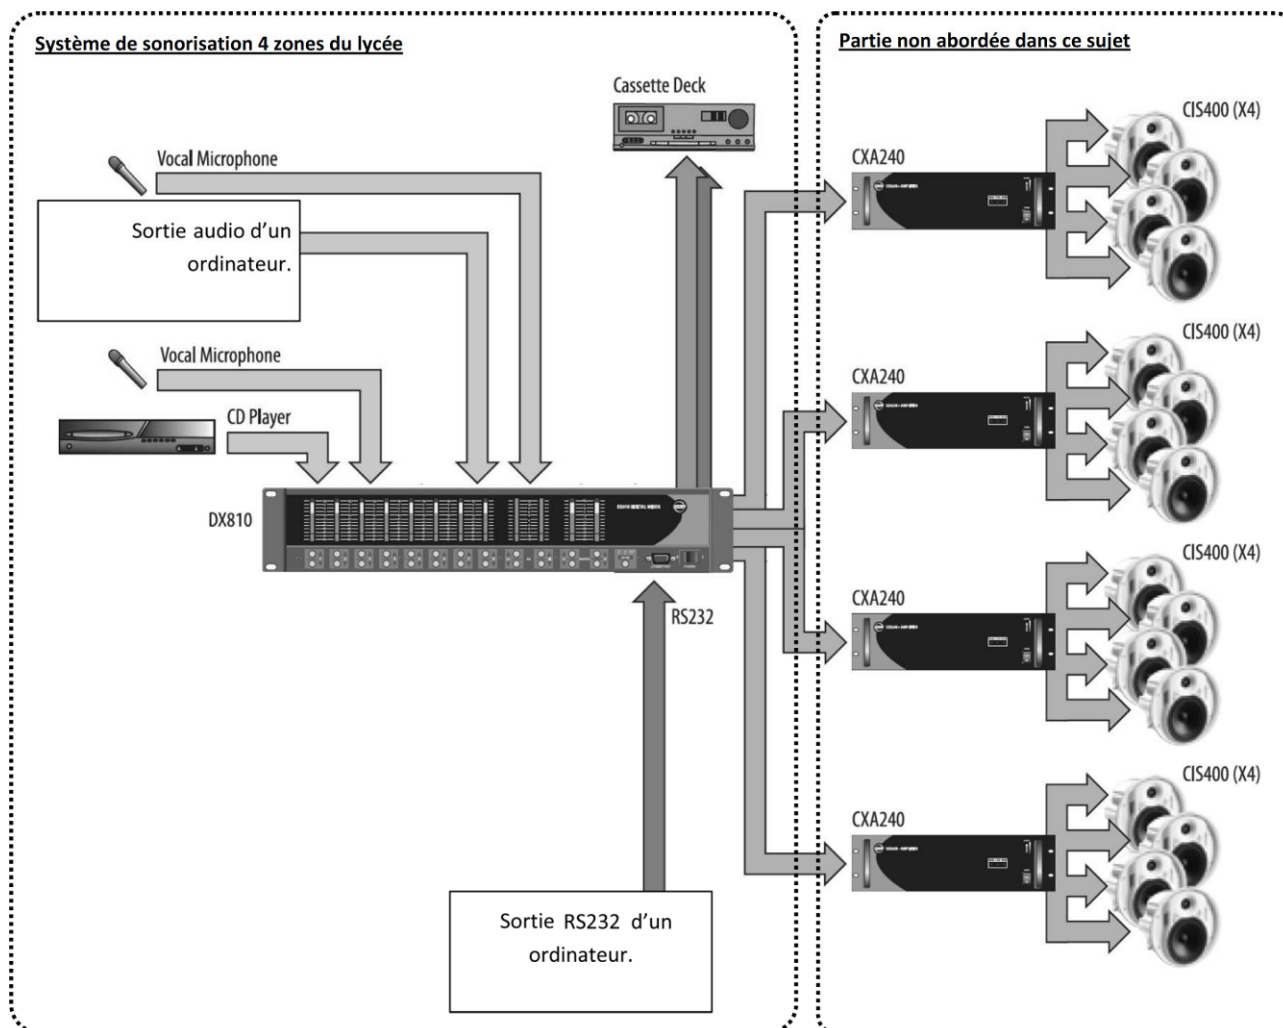 Système de sonorisation 4 zones du lycée
Partie non abordée dans ce sujet
Cassette Deck
Vocal Microphone
Sortie audio d’un
ordinateur.
Vocal Microphone
CD Player
DX810
RS232
Sortie RS232 d’un
ordinateur.
CXA240
CIS400 (X4)
CXA240
CIS400 (X4)
CXA240
CIS400 (X4)
CXA240
CIS400 (X4)